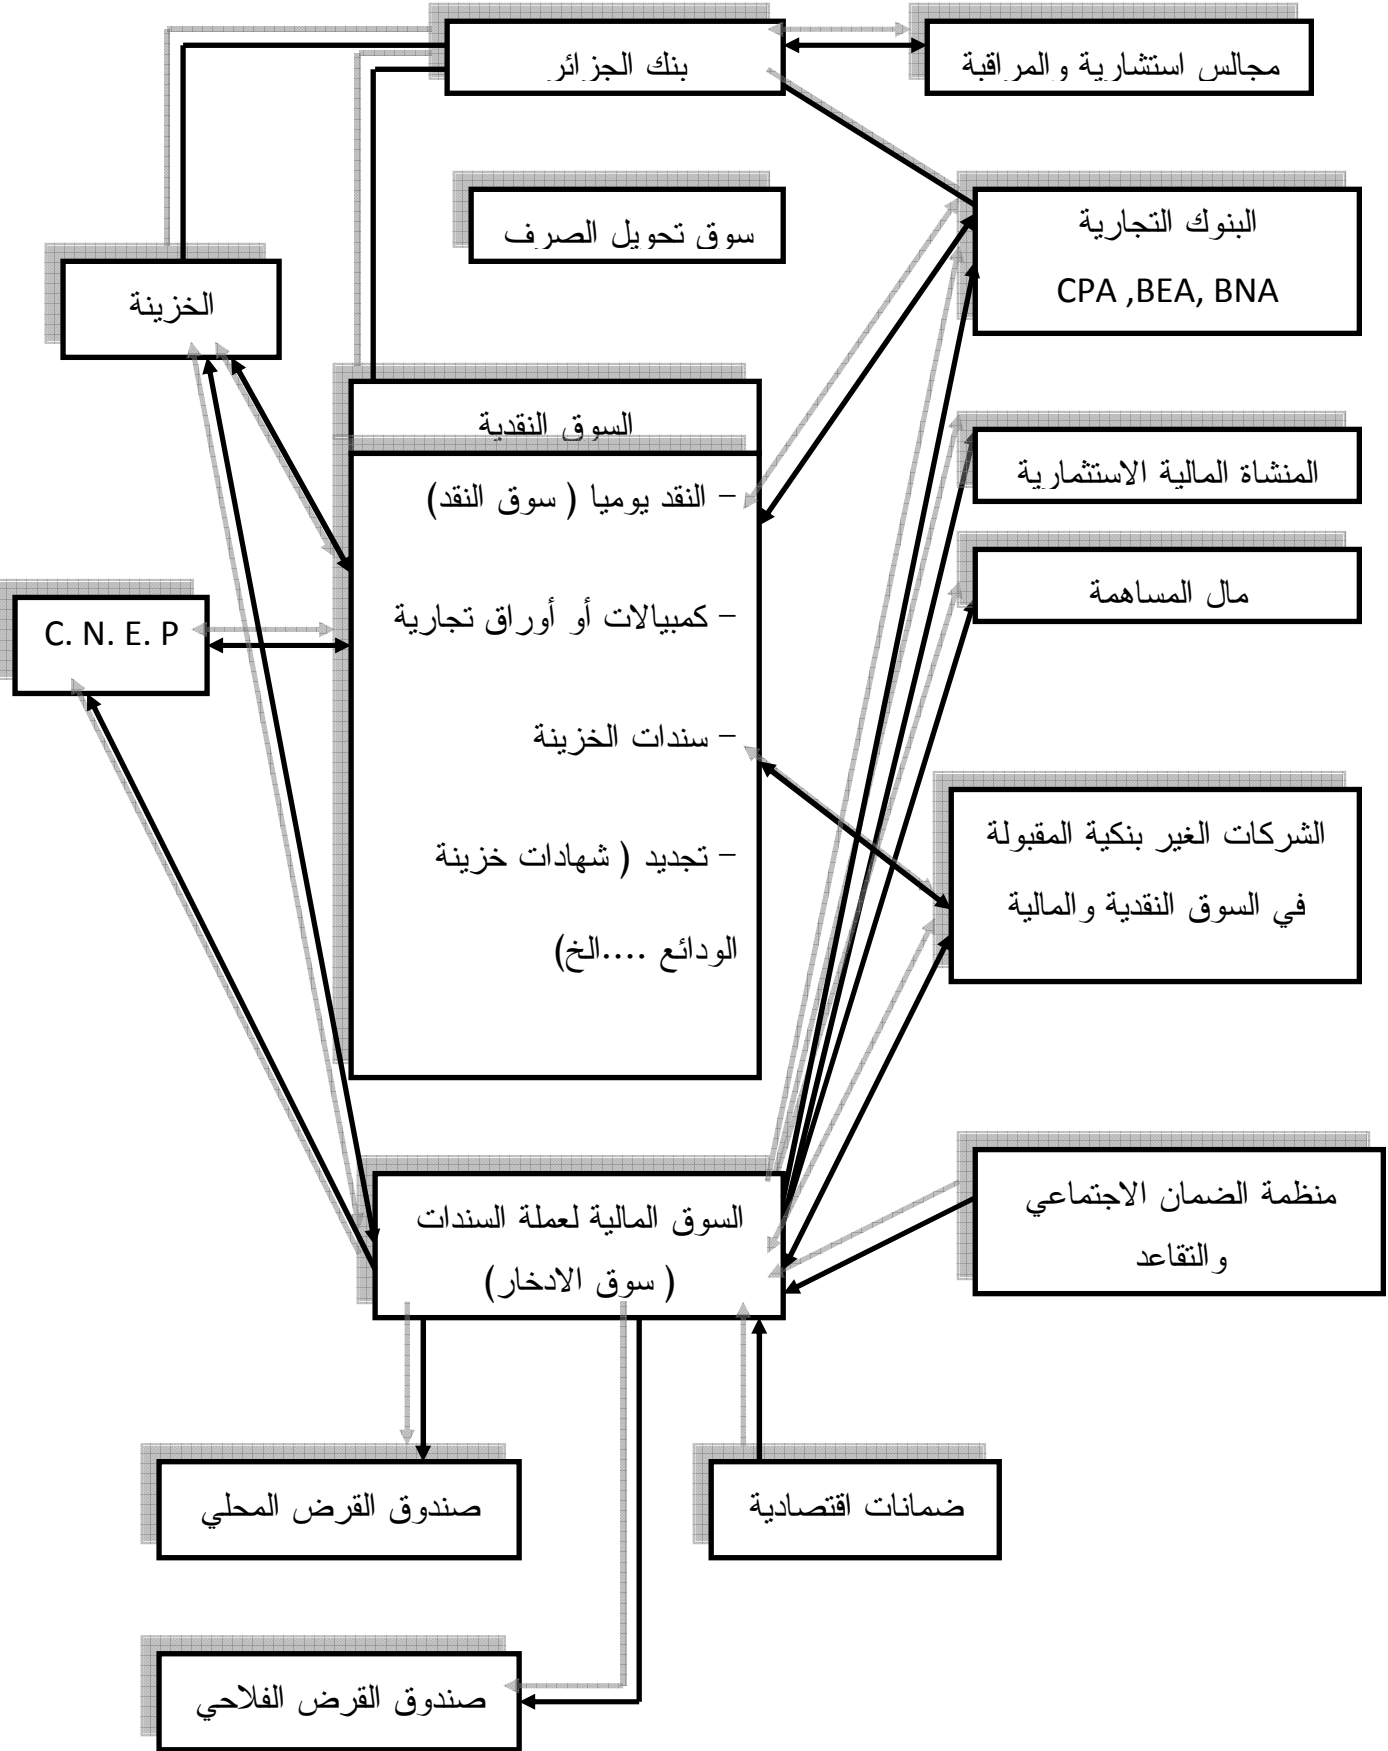 بنك الجزائر
مجالس استشارية والمراقبة
سوق تحويل الصرف
البنوك التجارية
CPA ,BEA, BNA
الخزينة
السوق النقدية
المنشاة المالية الاستثمارية
– النقد يوميا ( سوق النقد)
مال المساهمة
– كمبيالات أو أوراق تجارية
C. N. E. P
– سندات الخزينة
الشركات الغير بنكية المقبولة
في السوق النقدية والمالية
– تجديد ( شهادات خزينة
الودائع ....الخ)
منظمة الضمان الاجتماعي
والتقاعد
السوق المالية لعملة السندات
( سوق الادخار)
صندوق القرض المحلي
ضمانات اقتصادية
صندوق القرض الفلاحي